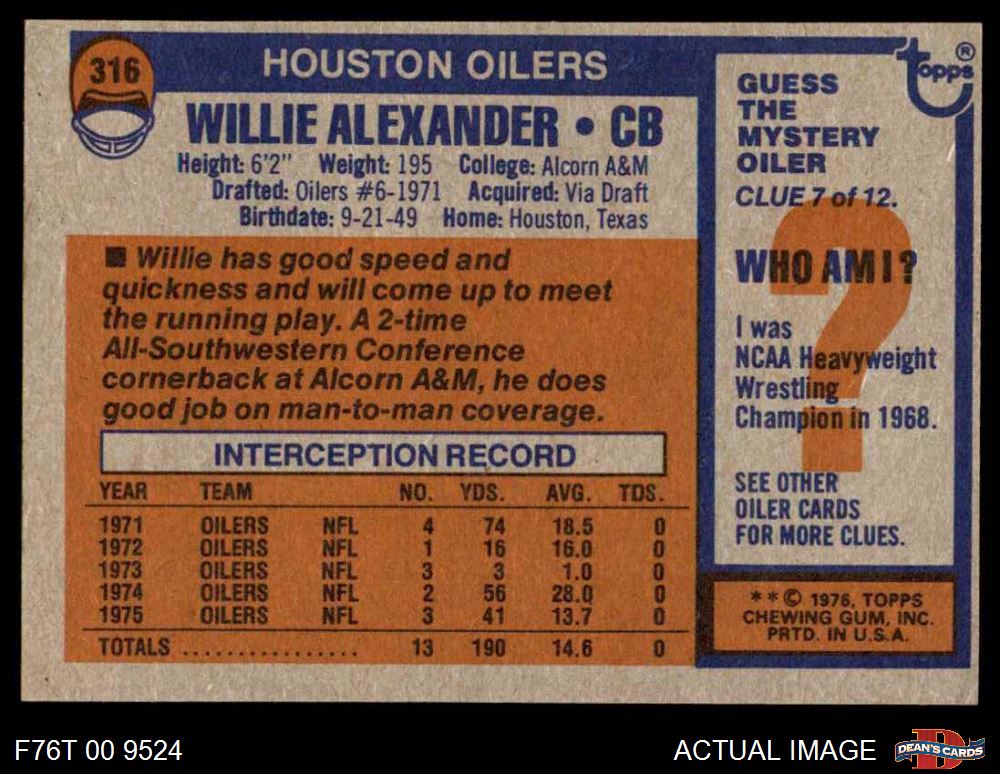 316
HOUSTON OILERS
WILLIE ALEXANDER • CB
Height: 6'2" Weight: 195 College: Alcorn A&M
Drafted: Oilers #6-1971 Acquired: Via Draft
Birthdate: 9-21-49 Home: Houston, Texas
■ Willie has good speed and
quickness and will come up to meet
the running play. A 2-time
All-Southwestern Conference
cornerback at Alcorn A&M, he does
good job on man-to-man coverage.
INTERCEPTION RECORD
YEAR TEAM NO. YDS. AVG. TDS.
1971 OILERS NFL 4 74 18.5 0
1972 OILERS NFL 1 16 16.0 0
1973 OILERS NFL 3 3 1.0 0
1974 OILERS NFL 2 56 28.0 0
1975 OILERS NFL 3 41 13.7 0
TOTALS ................ 13 190 14.6 0
topps ®
GUESS
THE
MYSTERY
OILER
CLUE 7 of 12.
?
WHO AM I?
I was
NCAA Heavyweight
Wrestling
Champion in 1968.
SEE OTHER
OILER CARDS
FOR MORE CLUES.
**© 1976, TOPPS
CHEWING GUM, INC.
PRTD. IN U.S.A.
F76T 00 9524
ACTUAL IMAGE
D
DEAN'S CARDS